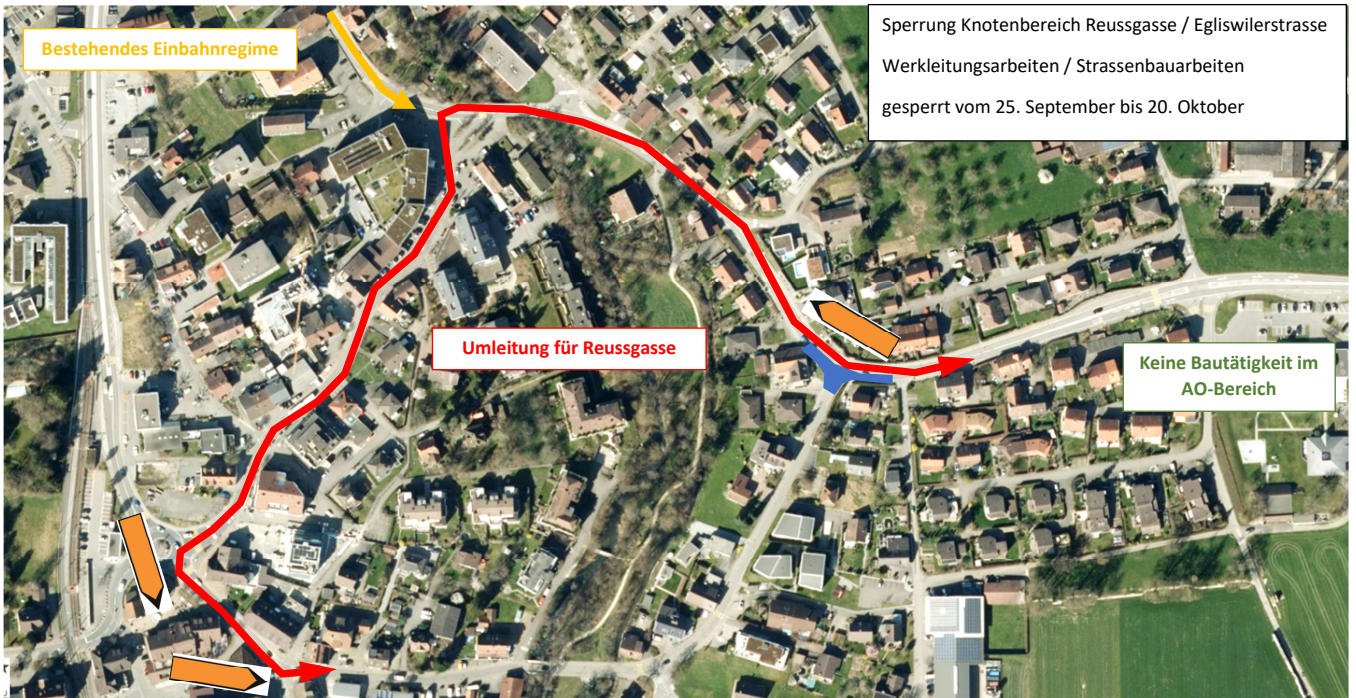 Bestehendes Einbahnregime
Sperrung Knotenbereich Reussgasse / Egliswilerstrasse
Werkleitungsarbeiten / Strassenbauarbeiten
gesperrt vom 25. September bis 20. Oktober
Umleitung für Reussgasse
Keine Bautätigkeit im
AO-Bereich